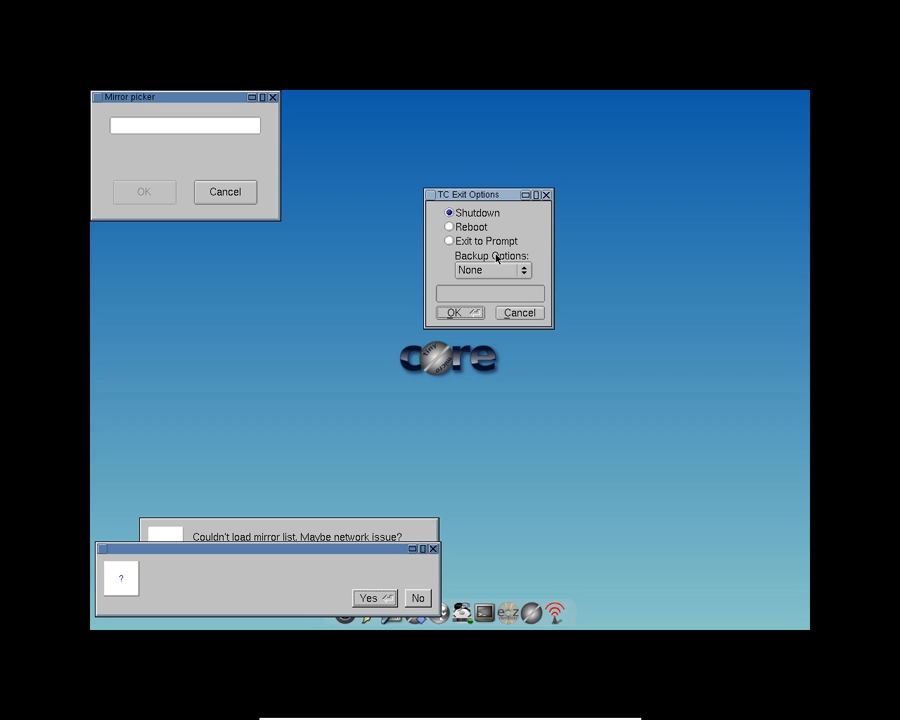 Mirror picker
OK
Cancel
TC Exit Options
Shutdown
Reboot
Exit to Prompt
Backup Options:
None
OK
Cancel
core
Couldn't load mirror list. Maybe network issue?
?
Yes
No